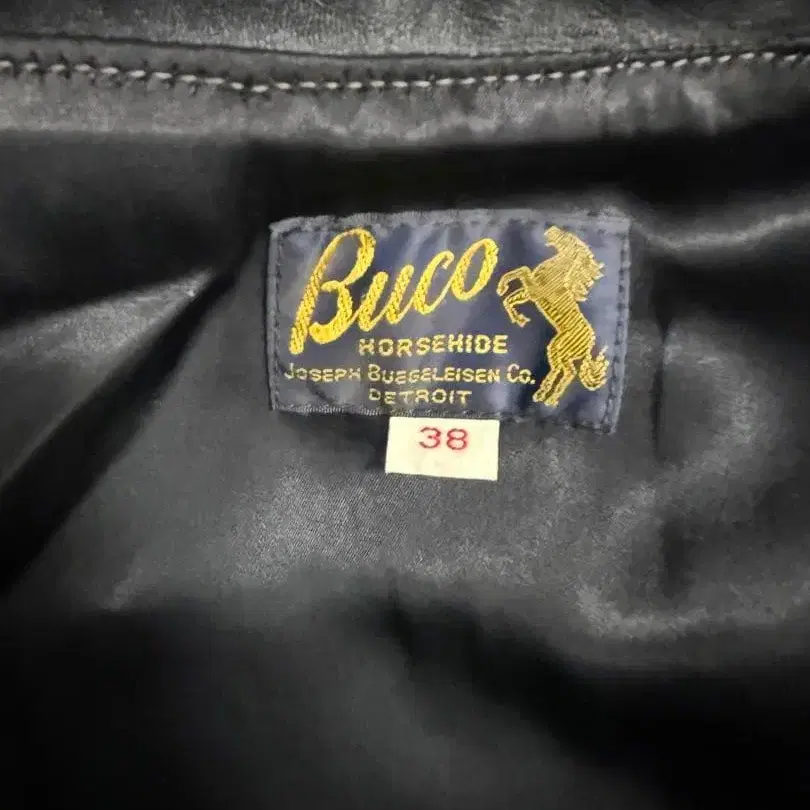 Buco
HORSEHIDE
JOSEPH BUEGELEISEN CO.
DETROIT
38